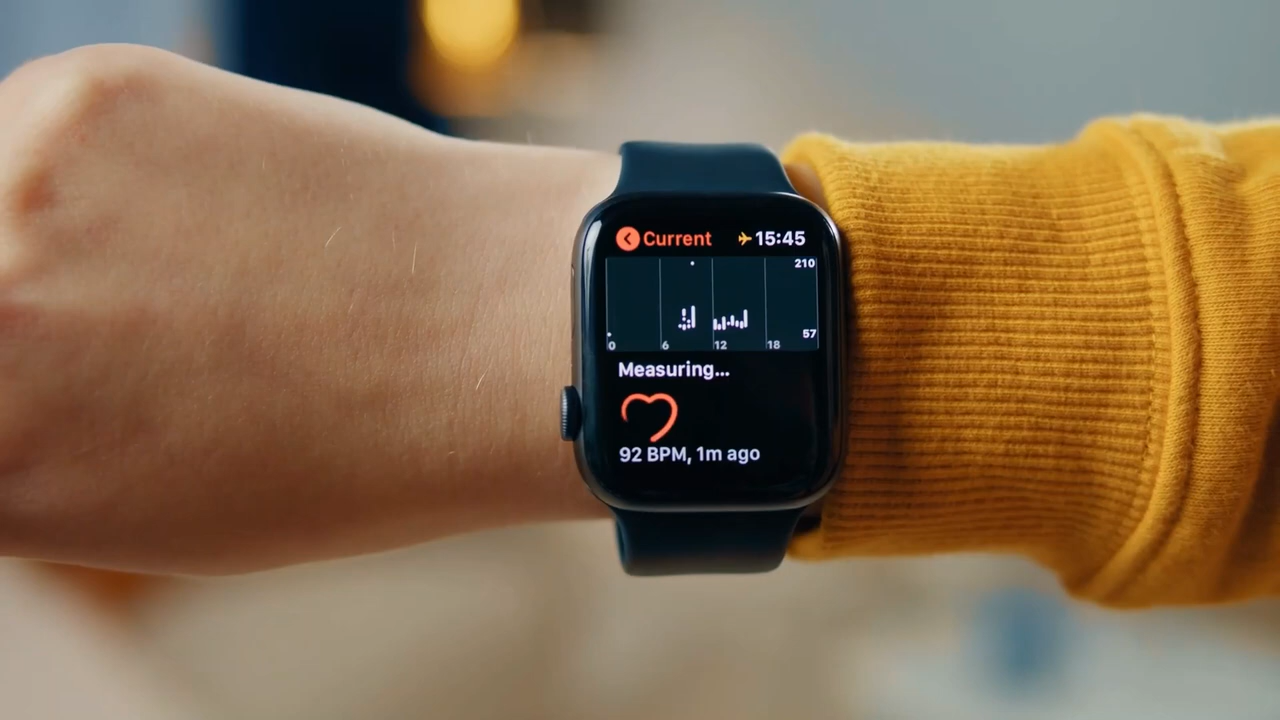 Current 15:45
210
57
0 6 12 18
Measuring...
92 BPM, 1m ago